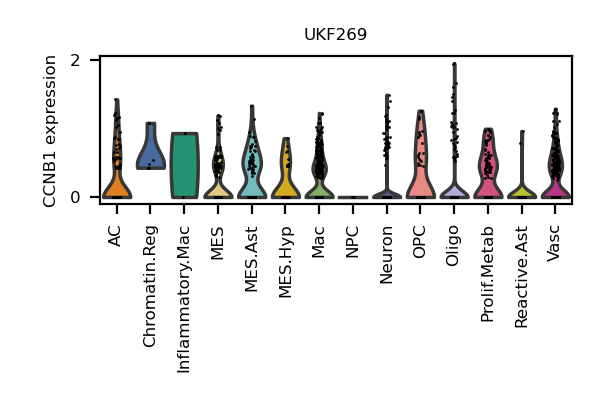 UKF269
CCNB1 expression
2
0
AC
Chromatin.Reg
Inflammatory.Mac
MES
MES.Ast
MES.Hyp
Mac
NPC
Neuron
OPC
Oligo
Prolif.Metab
Reactive.Ast
Vasc